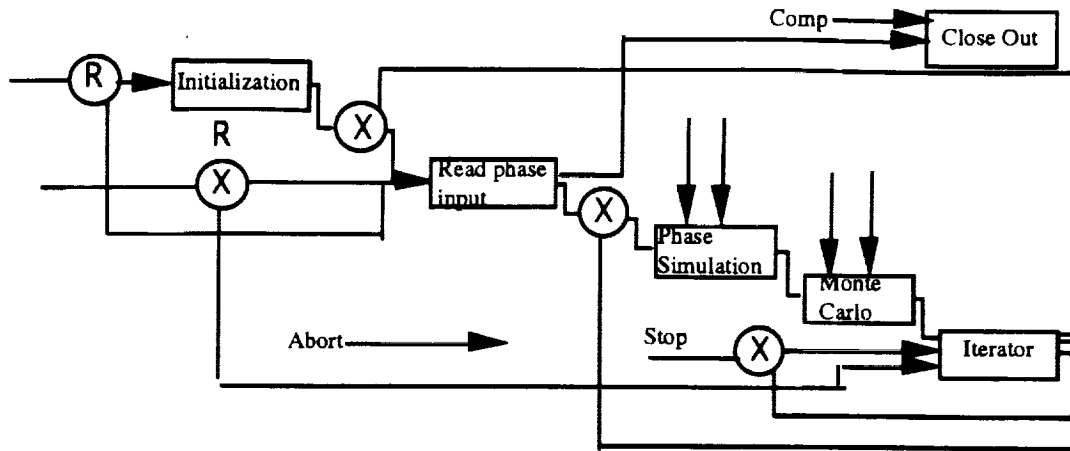 Comp
Close Out
R
Initialization
X
R
X
Read phase
input
X
Phase
Simulation
Monte
Carlo
Abort
Stop
X
Iterator